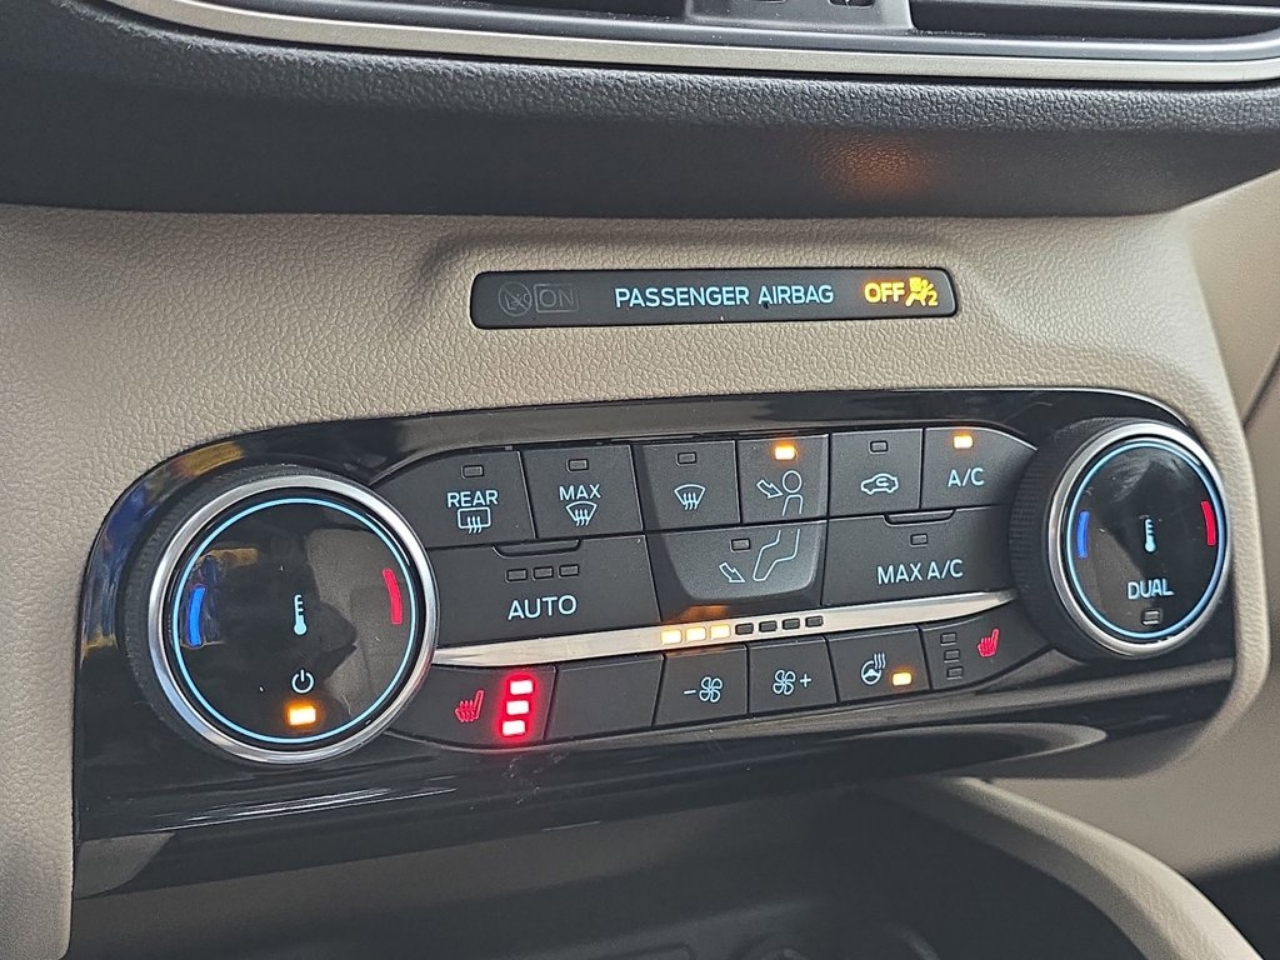 ON PASSENGER AIRBAG OFF 2
REAR MAX A/C
AUTO MAX A/C DUAL
- +